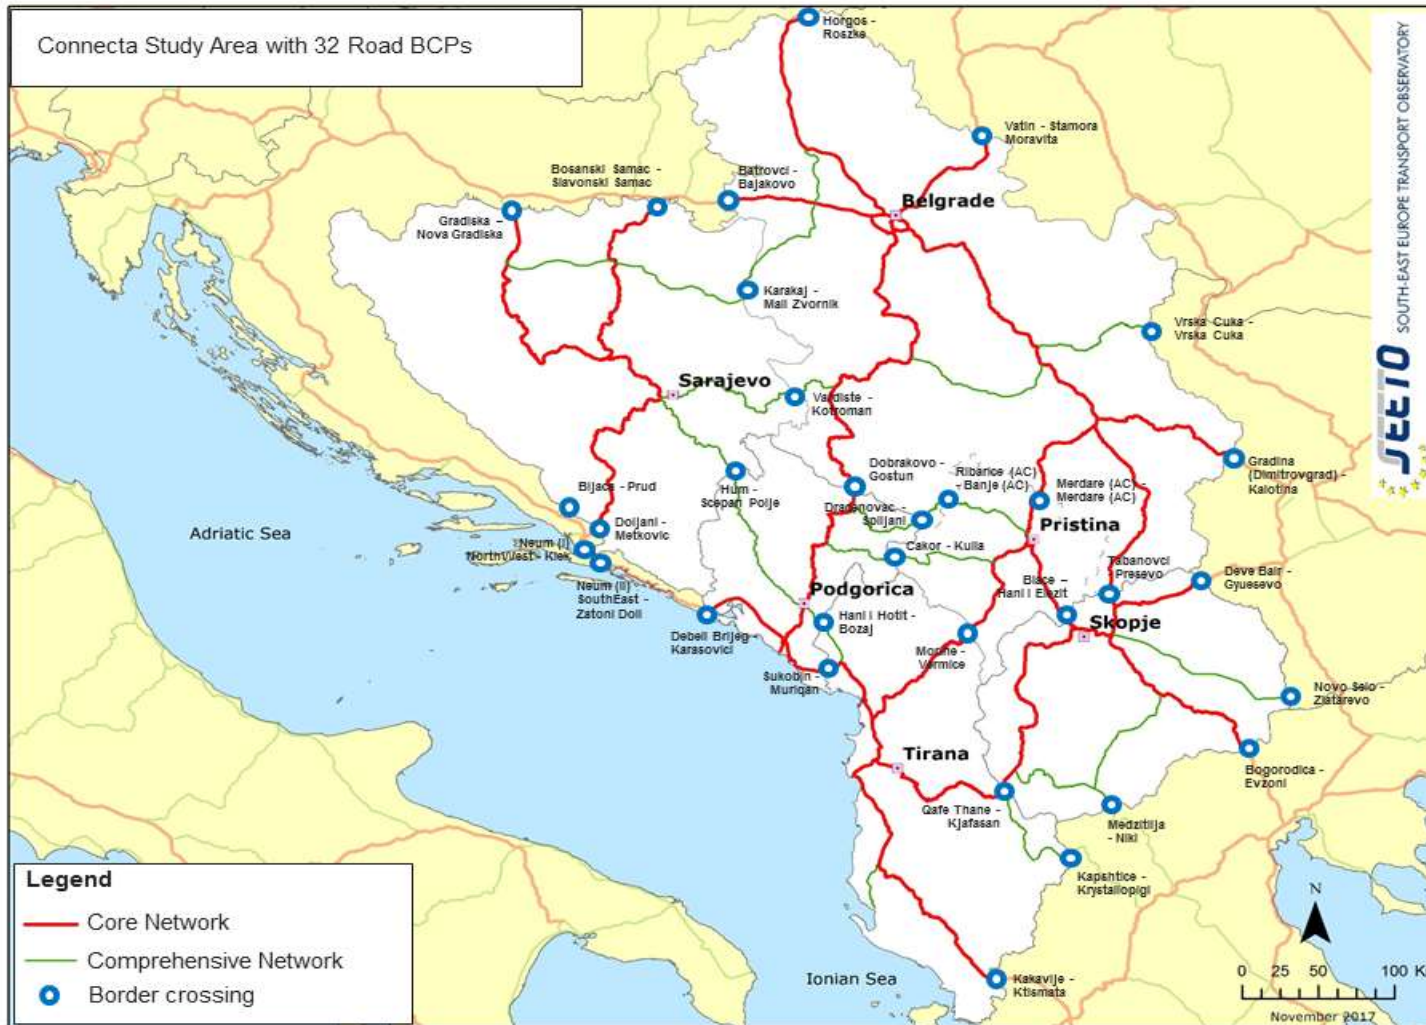 Connecta Study Area with 32 Road BCPs
SOUTH-EAST EUROPE TRANSPORT OBSERVATORY
SEETO
Horgos -
Roszke
Vatin - Stamora
Moravita
Bosanski Samac -
Slavonski Samac
Batrovci -
Bajakovo
Belgrade
Gradiska –
Nova Gradiska
Karakaj -
Mali Zvornik
Vrska Cuka -
Vrska Cuka
Sarajevo
Vardiste -
Kotroman
Dobrakovo -
Gostun
Ribarice (AC)
- Banje (AC)
Merdare (AC) -
Merdare (AC)
Gradina
(Dimitrovgrad) -
Kalotina
Hum -
Scepan Polje
Bijaca - Prud
Dracenovac -
Spiljani
Adriatic Sea
Doljani -
Metkovic
Pristina
Neum (I)
NorthWest - Klek
Cakor - Kulla
Tabanovci
Presevo
Deve Bair -
Gyuesevo
Neum (II) -
SouthEast -
Zatoni Doli
Podgorica
Blace –
Hani i Elezit
Hani i Hotit -
Bozaj
Skopje
Debeli Brijeg -
Karasovici
Morine -
Vermice
Sukobin -
Muriqan
Novo Selo -
Zlatarevo
Tirana
Bogorodica -
Evzoni
Qafe Thane -
Kjafasan
Medzitlija
- Niki
Kapshtice -
Krystallopigi
Legend
Core Network
Comprehensive Network
Border crossing
Ionian Sea
Kakavije -
Ktismata
N
0 25 50 100 K
November 2017